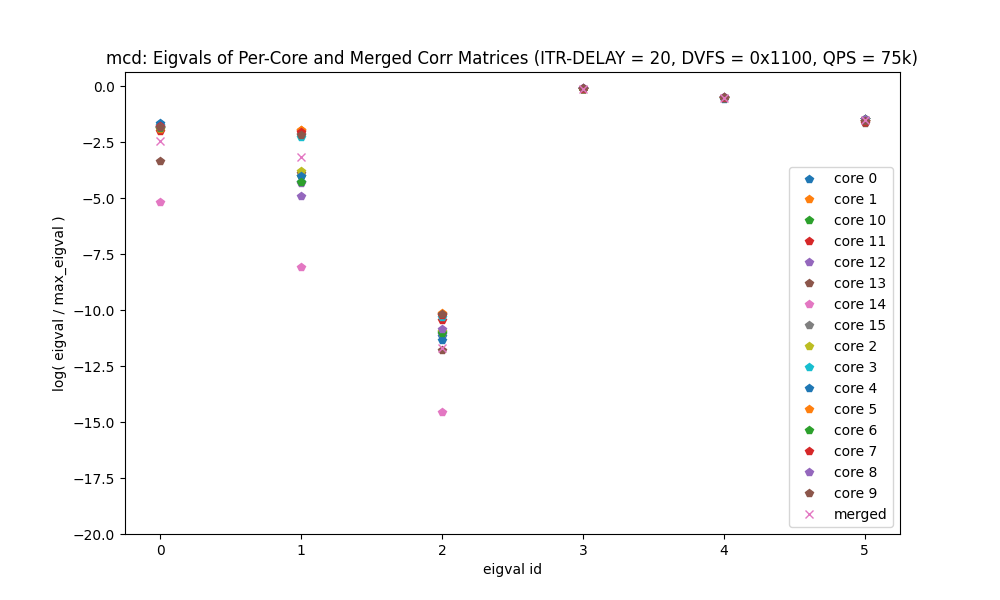 mcd: Eigvals of Per-Core and Merged Corr Matrices (ITR-DELAY = 20, DVFS = 0x1100, QPS = 75k)
log( eigval / max_eigval )
0.0
−2.5
−5.0
−7.5
−10.0
−12.5
−15.0
−17.5
−20.0
core 0
core 1
core 10
core 11
core 12
core 13
core 14
core 15
core 2
core 3
core 4
core 5
core 6
core 7
core 8
core 9
merged
0 1 2 3 4 5
eigval id